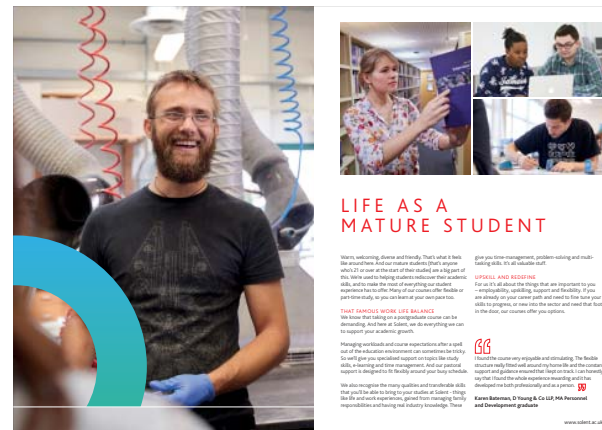 LIFE AS A
MATURE STUDENT
Warm, welcoming, diverse and friendly. That's what it feels
like around here. And our mature students (that's anyone
who's 21 or over at the start of their studies) are a big part of
this. We're used to helping students rediscover their academic
skills, and to make the most of everything our student
experience has to offer. Many of our courses offer flexible or
part-time study, so you can learn at your own pace too.
THAT FAMOUS WORK LIFE BALANCE
We know that taking on a postgraduate course can be
demanding. And here at Solent, we do everything we can
to support your academic growth.
Managing workloads and course expectations after a spell
out of the education environment can sometimes be tricky.
So we'll give you specialised support on topics like study
skills, e-learning and time management. And our pastoral
support is designed to fit flexibly around your busy schedule.
We also recognise the many qualities and transferable skills
that you'll be able to bring to your studies at Solent - things
like life and work experiences, gained from managing family
responsibilities and having real industry knowledge. These
give you time-management, problem-solving and multi-
tasking skills. It's all valuable stuff.
UPSKILL AND REDEFINE
For us it's all about the things that are important to you
– employability, upskilling, support and flexibility. If you
are already on your career path and need to fine tune your
skills to progress, or new into the sector and need that foot
in the door, our courses offer you options.
I found the course very enjoyable and stimulating. The flexible
structure really fitted well around my home life and the constant
support and guidance ensured that I kept on track. I can honestly
say that I found the whole experience rewarding and it has
developed me both professionally and as a person.
Karen Bateman, D Young & Co LLP, MA Personnel
and Development graduate
www.solent.ac.uk